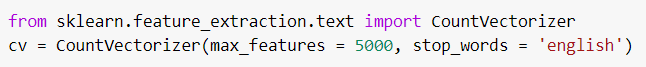 from sklearn.feature_extraction.text import CountVectorizer
cv = CountVectorizer(max_features = 5000, stop_words = 'english')